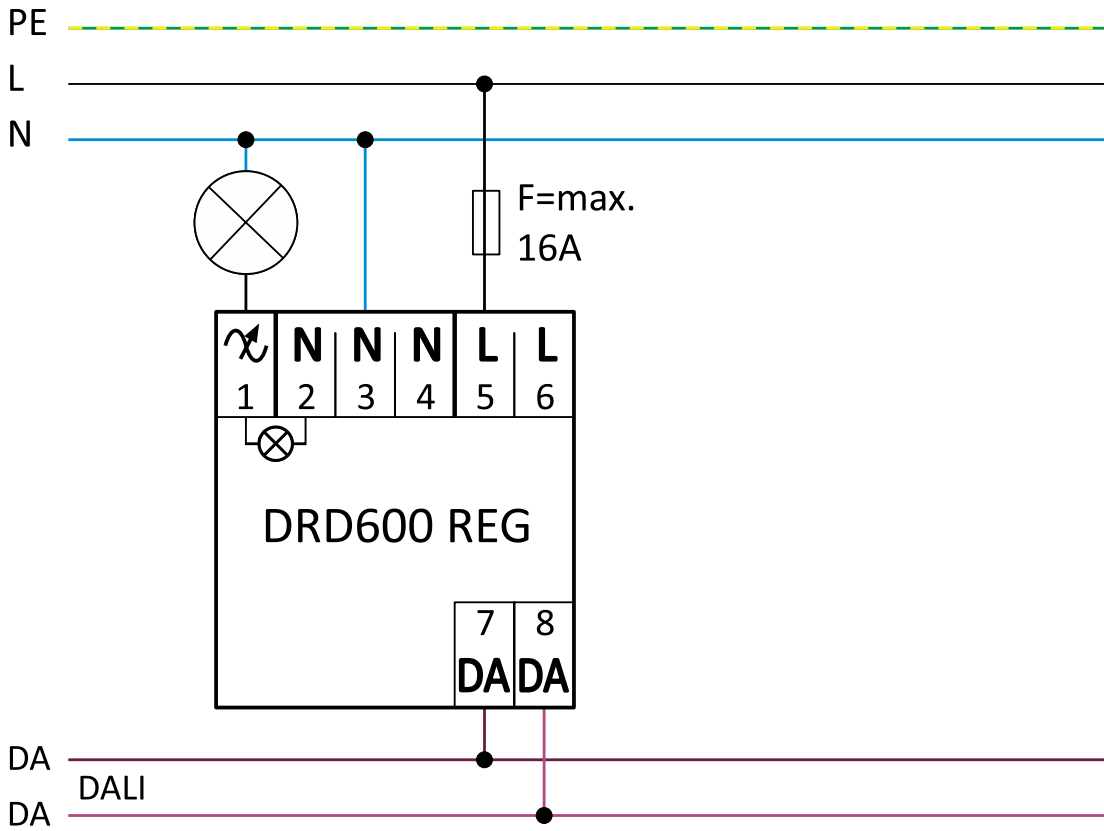 PE
L
N
F=max.
16A
N N N L L
1 2 3 4 5 6
DRD600 REG
7 8
DA DA
DA
DALI
DA